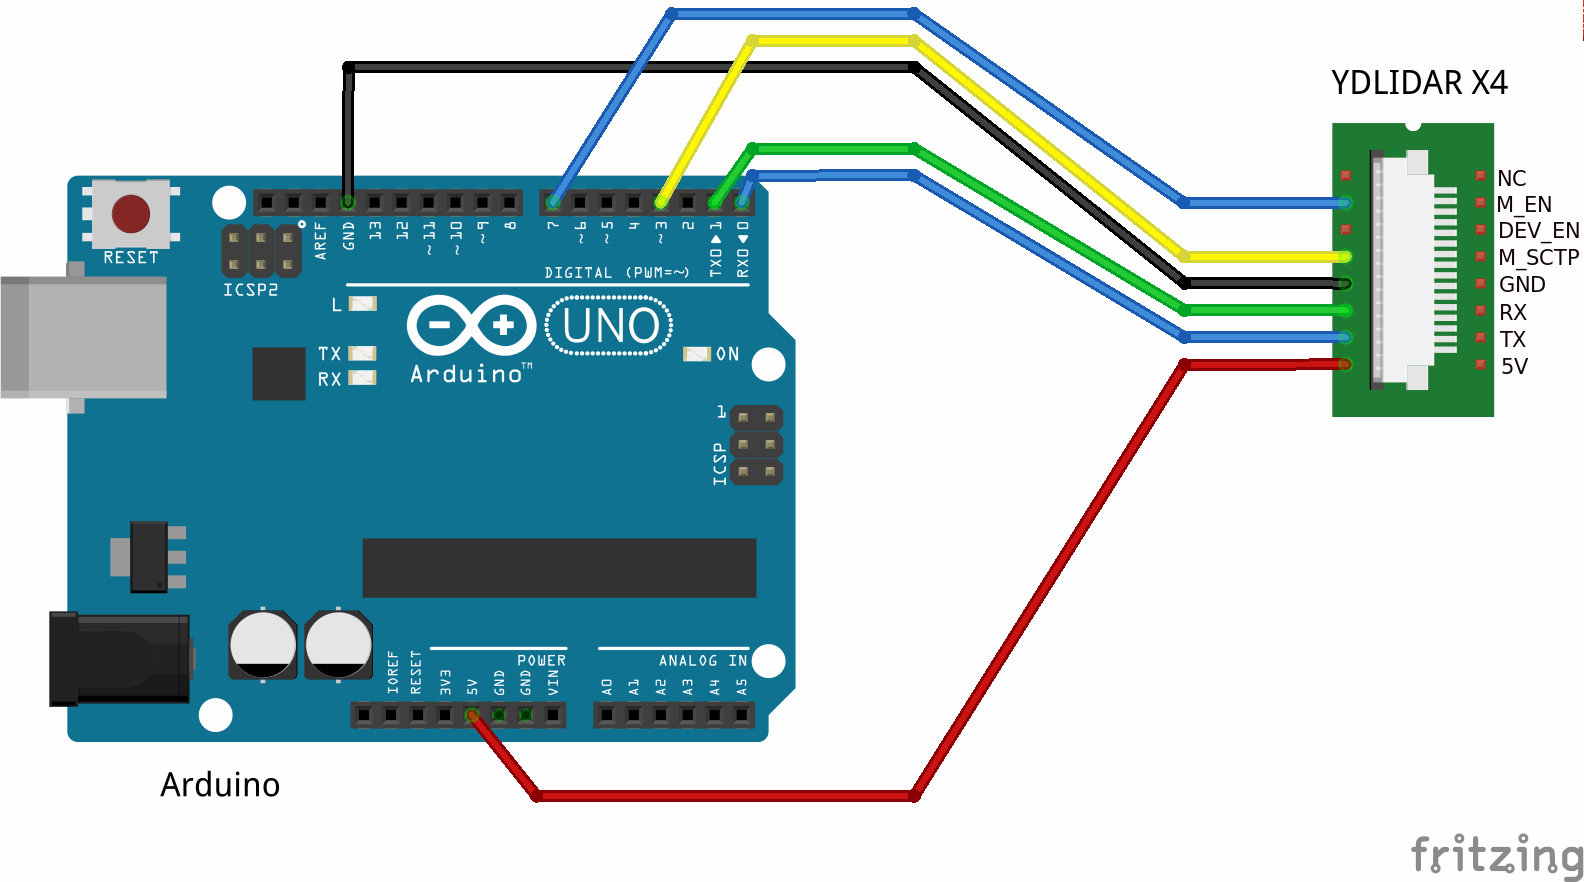 YDLIDAR X4
NC
M_EN
DEV_EN
M_SCTP
GND
RX
TX
5V
RESET
ICSP2
AREF
GND
13
12
~11
~10
~9
8
7
~6
~5
4
~3
2
TX0▶1
RX0◀0
DIGITAL (PWM=~)
L
TX
RX
UNO
Arduino™
ON
1
ICSP
IOREF
RESET
3V3
5V
GND
GND
VIN
POWER
ANALOG IN
A0
A1
A2
A3
A4
A5
Arduino
fritzing